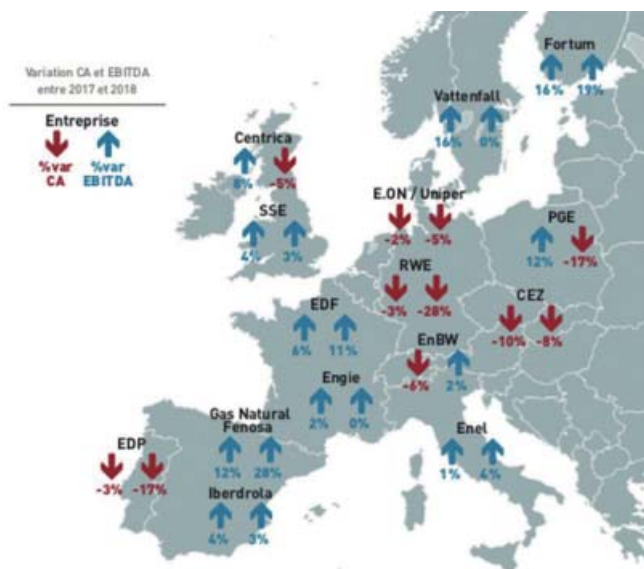 Variation CA et EBITDA
entre 2017 et 2018
Entreprise
%var %var
CA EBITDA
Fortum
16% 19%
Vattenfall
16% 0%
Centrica
8% -5%
E.ON / Uniper
-2% -5%
SSE
4% 3%
PGE
12% -17%
RWE
-3% -28%
CEZ
-10% -8%
EDF
6% 11%
EnBW
-6% 2%
Engie
2% 0%
Gas Natural
Fenosa
12% 28%
EDP
-3% -17%
Enel
1% 4%
Iberdrola
4% 3%